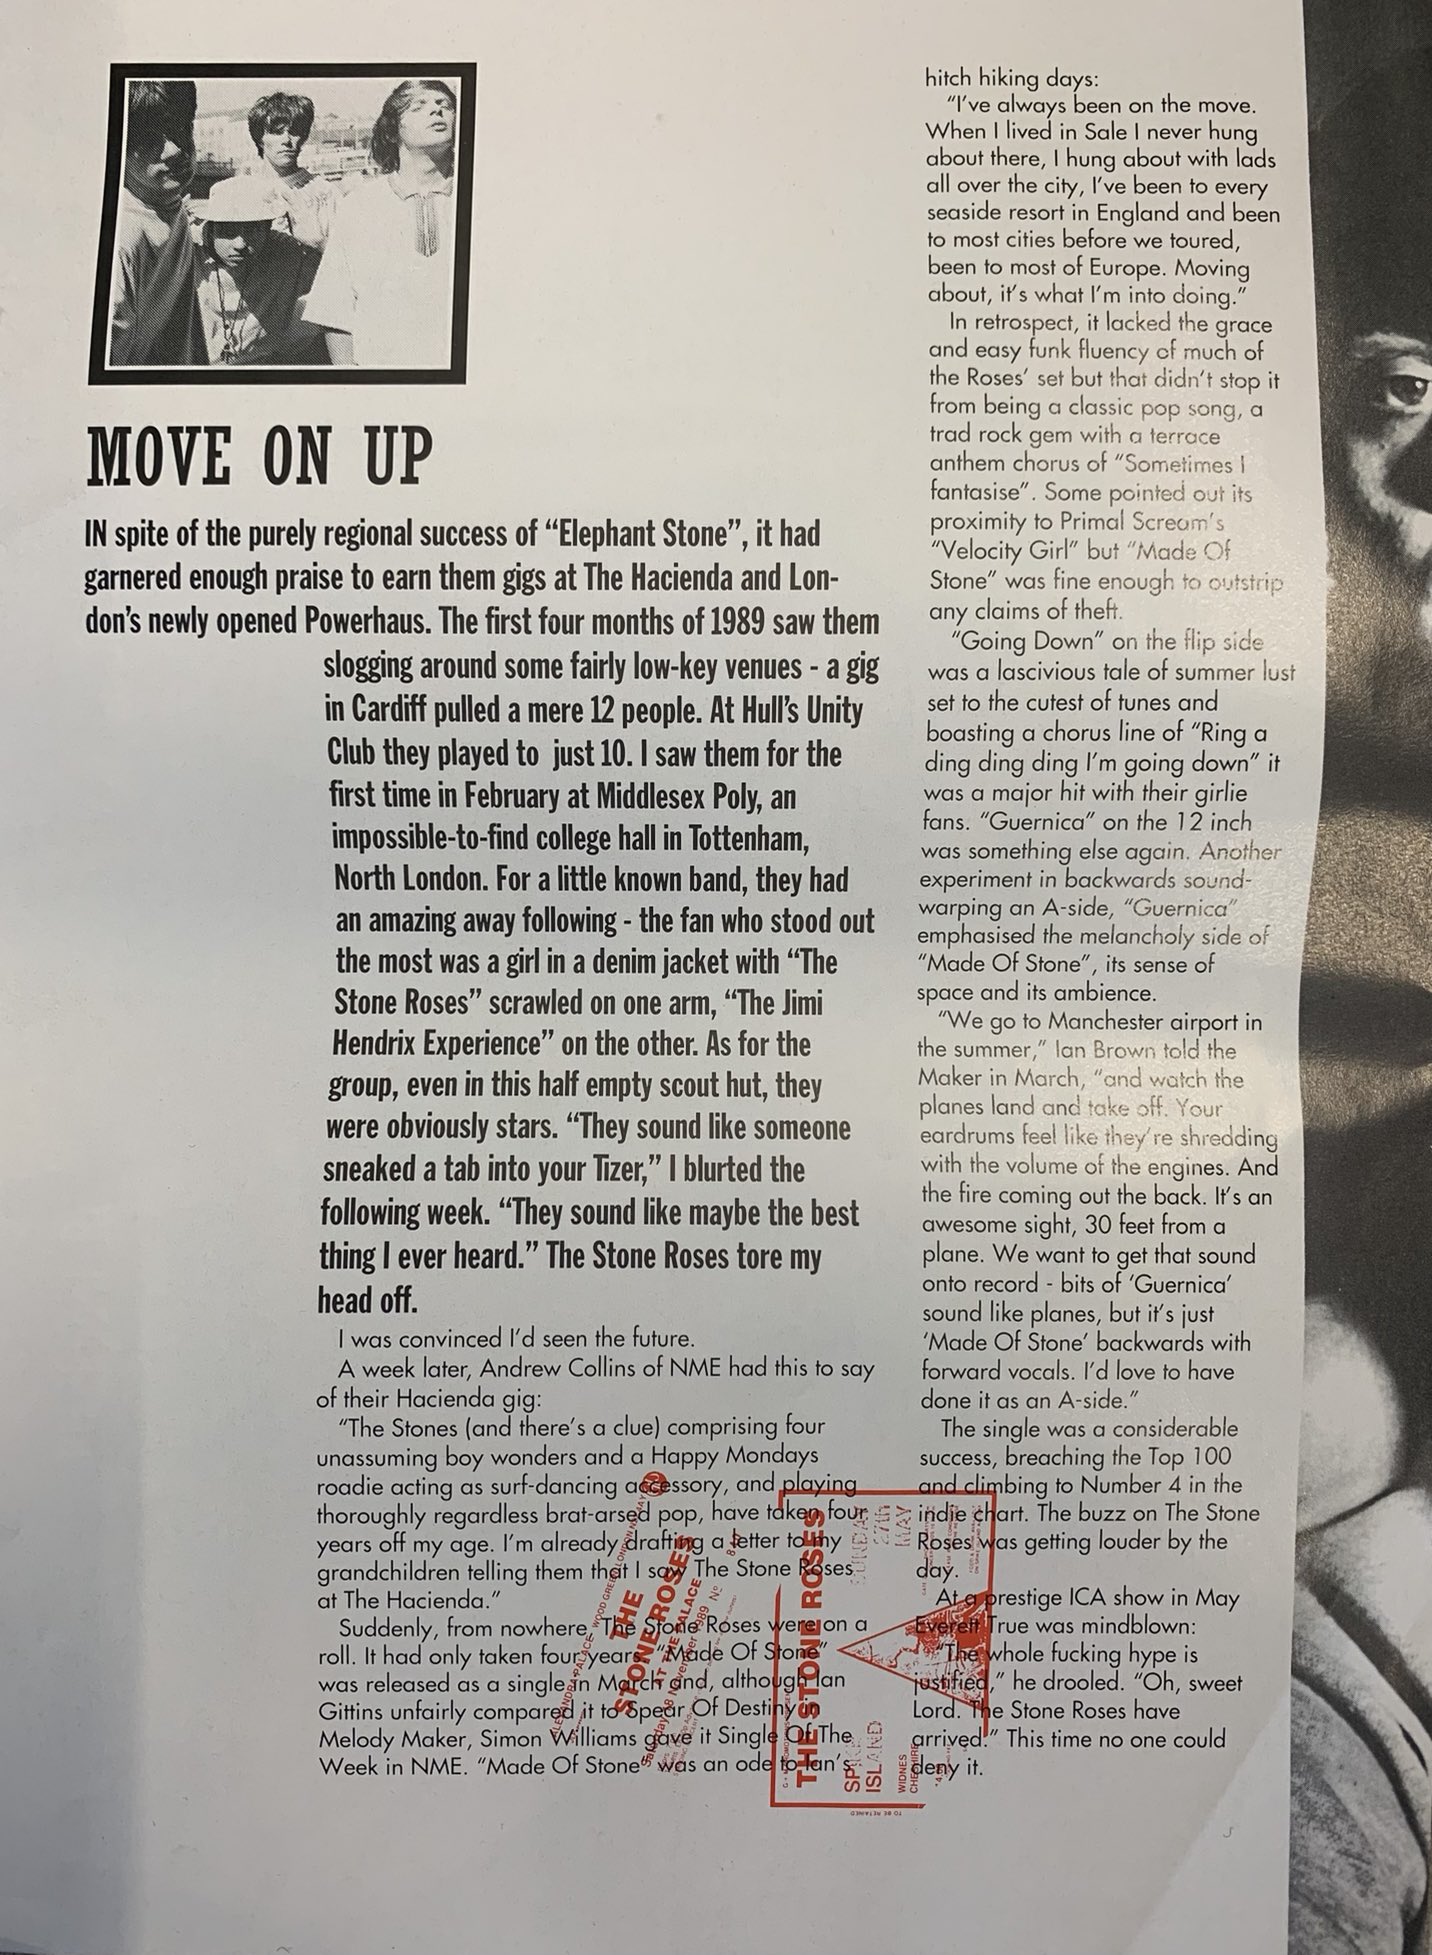 MOVE ON UP
IN spite of the purely regional success of “Elephant Stone”, it had
garnered enough praise to earn them gigs at The Hacienda and Lon-
don’s newly opened Powerhaus. The first four months of 1989 saw them
slogging around some fairly low-key venues - a gig
in Cardiff pulled a mere 12 people. At Hull’s Unity
Club they played to just 10. I saw them for the
first time in February at Middlesex Poly, an
impossible-to-find college hall in Tottenham,
North London. For a little known band, they had
an amazing away following - the fan who stood out
the most was a girl in a denim jacket with “The
Stone Roses” scrawled on one arm, “The Jimi
Hendrix Experience” on the other. As for the
group, even in this half empty scout hut, they
were obviously stars. “They sound like someone
sneaked a tab into your Tizer,” I blurted the
following week. “They sound like maybe the best
thing I ever heard.” The Stone Roses tore my
head off.
I was convinced I’d seen the future.
A week later, Andrew Collins of NME had this to say
of their Hacienda gig:
“The Stones (and there’s a clue) comprising four
unassuming boy wonders and a Happy Mondays
roadie acting as surf-dancing accessory, and playing
thoroughly regardless brat-arsed pop, have taken four
years off my age. I’m already drafting a letter to my
grandchildren telling them that I saw The Stone Roses
at The Hacienda.”
Suddenly, from nowhere, The Stone Roses were on a
roll. It had only taken four years. “Made Of Stone”
was released as a single in March and, although Ian
Gittins unfairly compared it to Spear Of Destiny in
Melody Maker, Simon Williams gave it Single Of The
Week in NME. “Made Of Stone” was an ode to Ian’s
hitch hiking days:
“I’ve always been on the move.
When I lived in Sale I never hung
about there, I hung about with lads
all over the city, I’ve been to every
seaside resort in England and been
to most cities before we toured,
been to most of Europe. Moving
about, it’s what I’m into doing.”
In retrospect, it lacked the grace
and easy funk fluency of much of
the Roses’ set but that didn’t stop it
from being a classic pop song, a
trad rock gem with a terrace
anthem chorus of “Sometimes I
fantasise”. Some pointed out its
proximity to Primal Scream’s
“Velocity Girl” but “Made Of
Stone” was fine enough to outstrip
any claims of theft.
“Going Down” on the flip side
was a lascivious tale of summer lust
set to the cutest of tunes and
boasting a chorus line of “Ring a
ding ding ding I’m going down” it
was a major hit with their girlie
fans. “Guernica” on the 12 inch
was something else again. Another
experiment in backwards sound-
warping an A-side, “Guernica”
emphasised the melancholy side of
“Made Of Stone”, its sense of
space and its ambience.
“We go to Manchester airport in
the summer,” Ian Brown told the
Maker in March, “and watch the
planes land and take off. Your
eardrums feel like they’re shredding
with the volume of the engines. And
the fire coming out the back. It’s an
awesome sight, 30 feet from a
plane. We want to get that sound
onto record - bits of ‘Guernica’
sound like planes, but it’s just
‘Made Of Stone’ backwards with
forward vocals. I’d love to have
done it as an A-side.”
The single was a considerable
success, breaching the Top 100
and climbing to Number 4 in the
indie chart. The buzz on The Stone
Roses was getting louder by the
day.
At a prestige ICA show in May
Everett True was mindblown:
“The whole fucking hype is
justified,” he drooled. “Oh, sweet
Lord. The Stone Roses have
arrived.” This time no one could
deny it.
ALEXANDRA PALACE WOOD GREEN LONDON
THE
STONE ROSES
AT THE PALACE
Saturday 18 November 1989 No
THE STONE ROSES
SPIKE
ISLAND
WIDNES
CHESHIRE
SUNDAY
27th
MAY
TO BE RETAINED